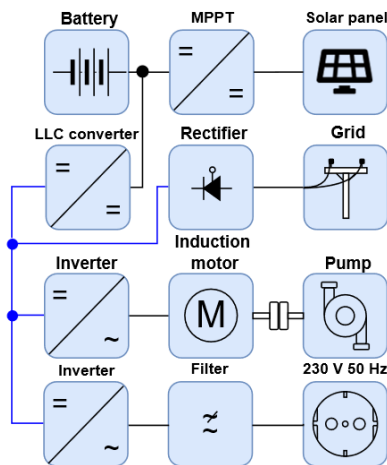 Battery
MPPT
Solar panel
LLC converter
Rectifier
Grid
Inverter
Induction
motor
M
Pump
Inverter
Filter
230 V 50 Hz